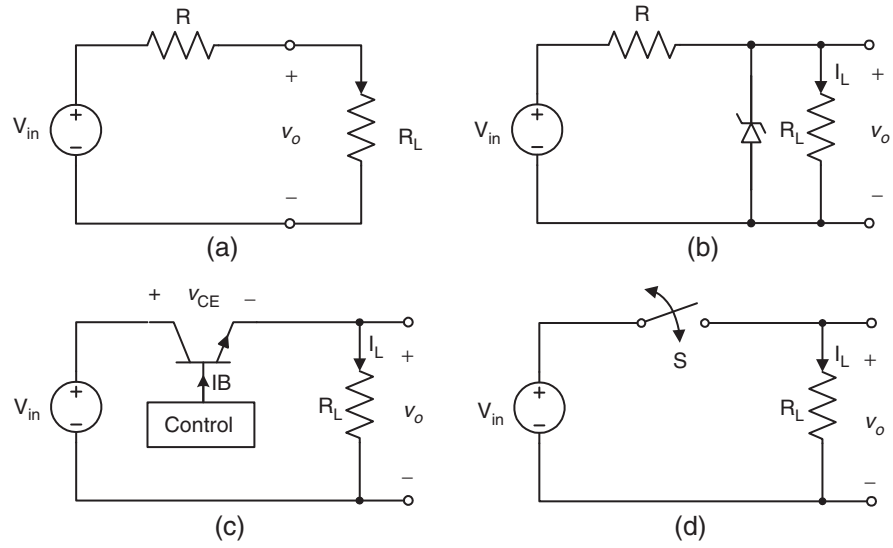 R
+
V_in
+
−
v_o
R_L
−
(a)
R
I_L
+
V_in
+
−
R_L
v_o
−
(b)
+ v_CE −
I_L
+
IB
V_in
+
−
Control
R_L
v_o
−
(c)
S
I_L
+
V_in
+
−
R_L
v_o
−
(d)